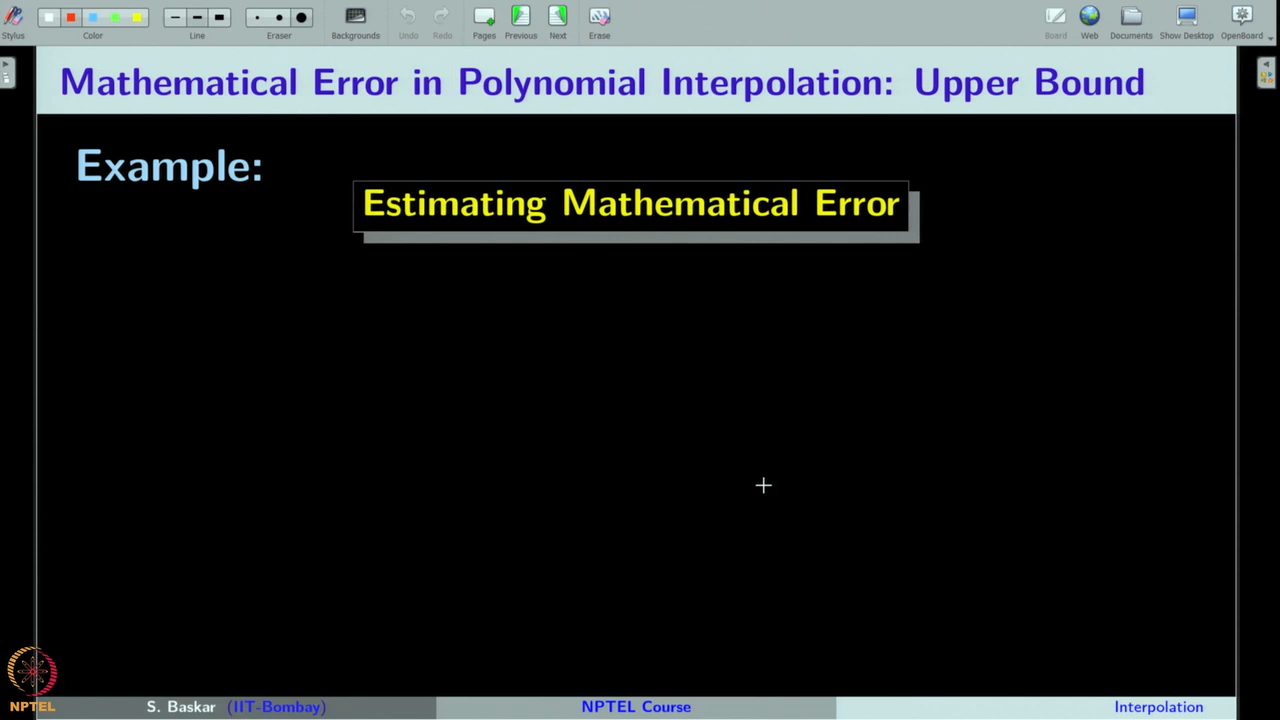 Stylus
Color
Line
Eraser
Backgrounds
Undo
Redo
Pages
Previous
Next
Erase
Board
Web
Documents
Show Desktop
OpenBoard
Mathematical Error in Polynomial Interpolation: Upper Bound
Example:
Estimating Mathematical Error
NPTEL
S. Baskar (IIT-Bombay)
NPTEL Course
Interpolation